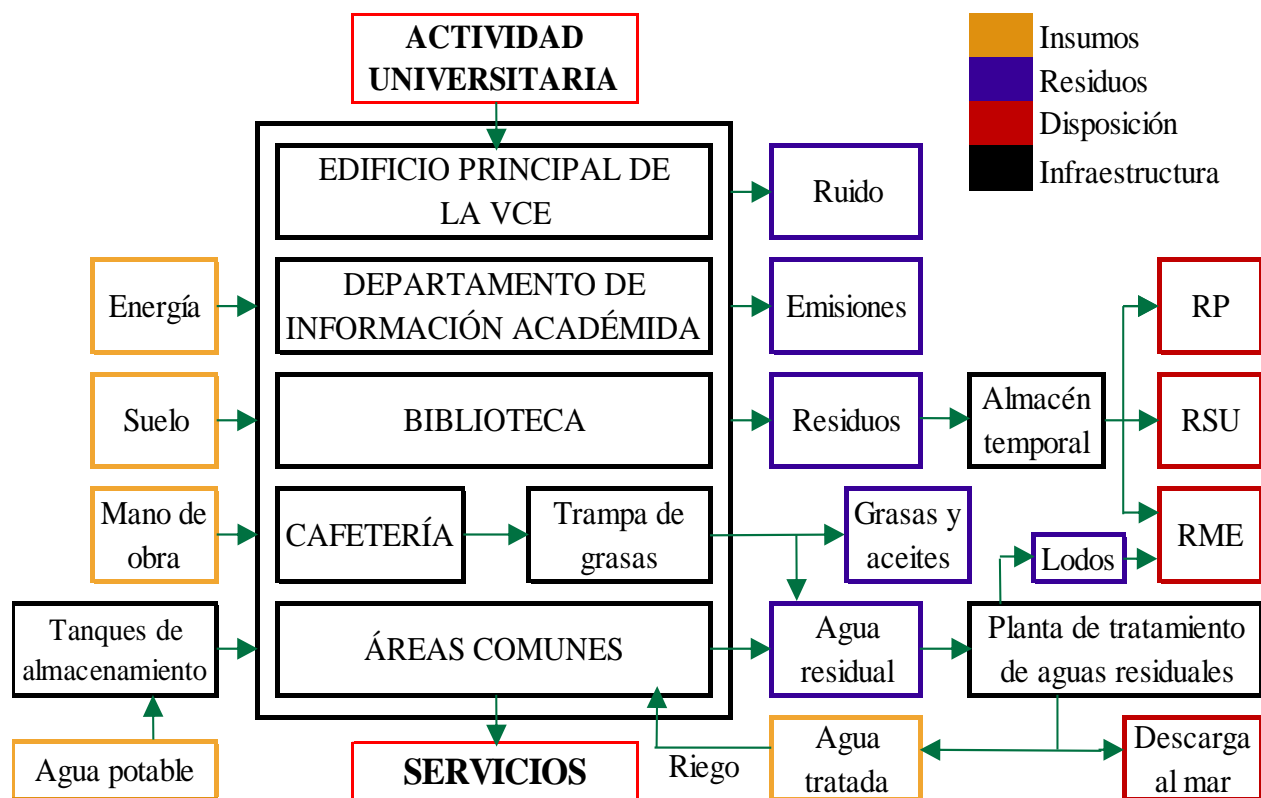 ACTIVIDAD
UNIVERSITARIA
Insumos
Residuos
Disposición
Infraestructura
EDIFICIO PRINCIPAL DE
LA VCE
Ruido
Energía
DEPARTAMENTO DE
INFORMACIÓN ACADÉMIDA
Emisiones
RP
Suelo
BIBLIOTECA
Residuos
Almacén
temporal
RSU
Mano de
obra
CAFETERÍA
Trampa de
grasas
Grasas y
aceites
Lodos
RME
Tanques de
almacenamiento
ÁREAS COMUNES
Agua
residual
Planta de tratamiento
de aguas residuales
Agua potable
SERVICIOS
Riego
Agua
tratada
Descarga
al mar